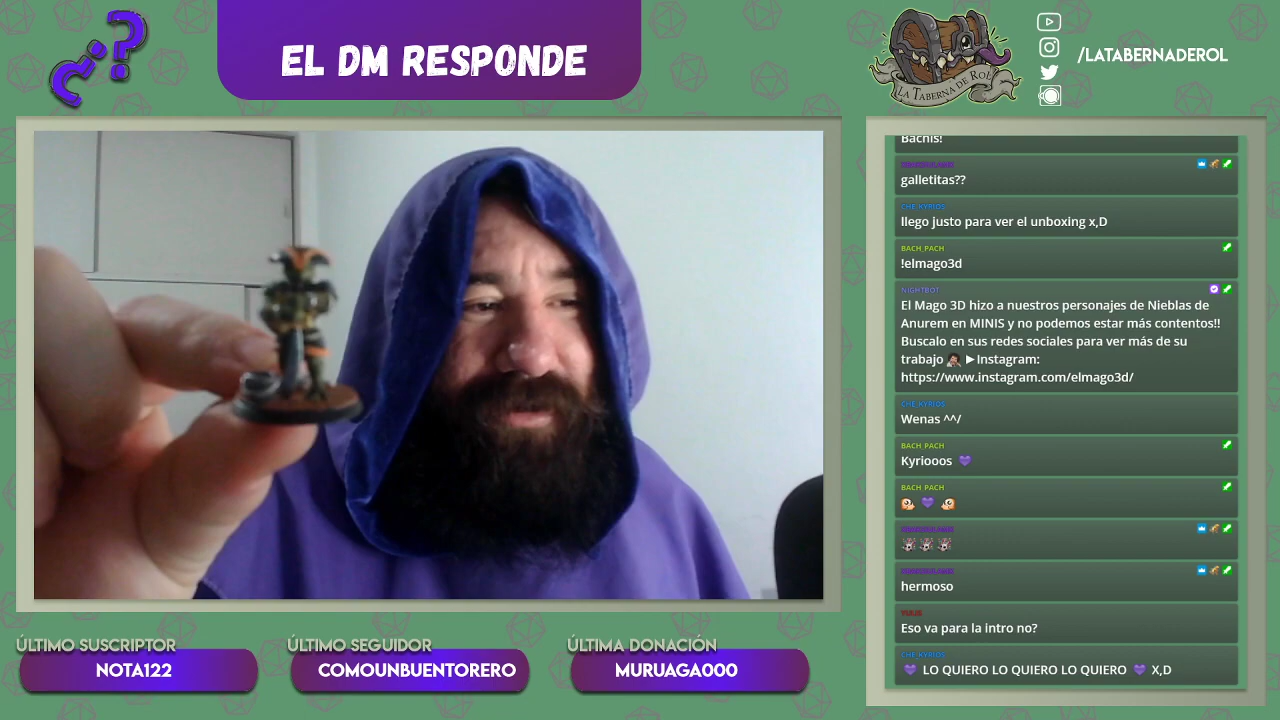 ¿?
EL DM RESPONDE
LA TABERNA DE ROL
/LATABERNADEROL
Bachis!
galletitas??
CHE_KYRIOS
llego justo para ver el unboxing x,D
BACH_PACH
!elmago3d
NIGHTBOT
El Mago 3D hizo a nuestros personajes de Nieblas de
Anurem en MINIS y no podemos estar más contentos!!
Buscalo en sus redes sociales para ver más de su
trabajo ►Instagram:
https://www.instagram.com/elmago3d/
CHE_KYRIOS
Wenas ^^/
BACH_PACH
Kyriooos 💜
BACH_PACH
💜
hermoso
Eso va para la intro no?
CHE_KYRIOS
💜 LO QUIERO LO QUIERO LO QUIERO 💜 X,D
ÚLTIMO SUSCRIPTOR
NOTA122
ÚLTIMO SEGUIDOR
COMOUNBUENTORERO
ÚLTIMA DONACIÓN
MURUAGA000